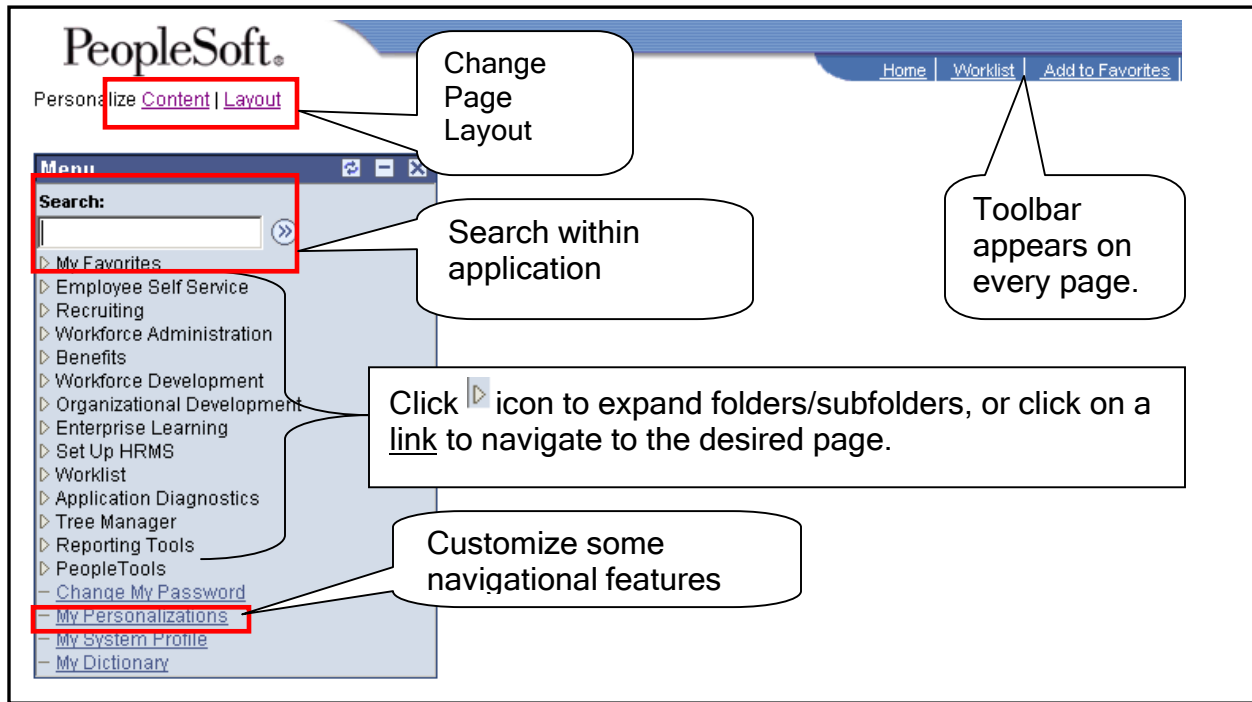 PeopleSoft®
Home | Worklist | Add to Favorites |
Personalize Content | Layout
Change
Page
Layout
Menu
Search:
Search within
application
Toolbar
appears on
every page.
My Favorites
Employee Self Service
Recruiting
Workforce Administration
Benefits
Workforce Development
Organizational Development
Enterprise Learning
Set Up HRMS
Worklist
Application Diagnostics
Tree Manager
Reporting Tools
PeopleTools
Change My Password
My Personalizations
My System Profile
My Dictionary
Click icon to expand folders/subfolders, or click on a
link to navigate to the desired page.
Customize some
navigational features